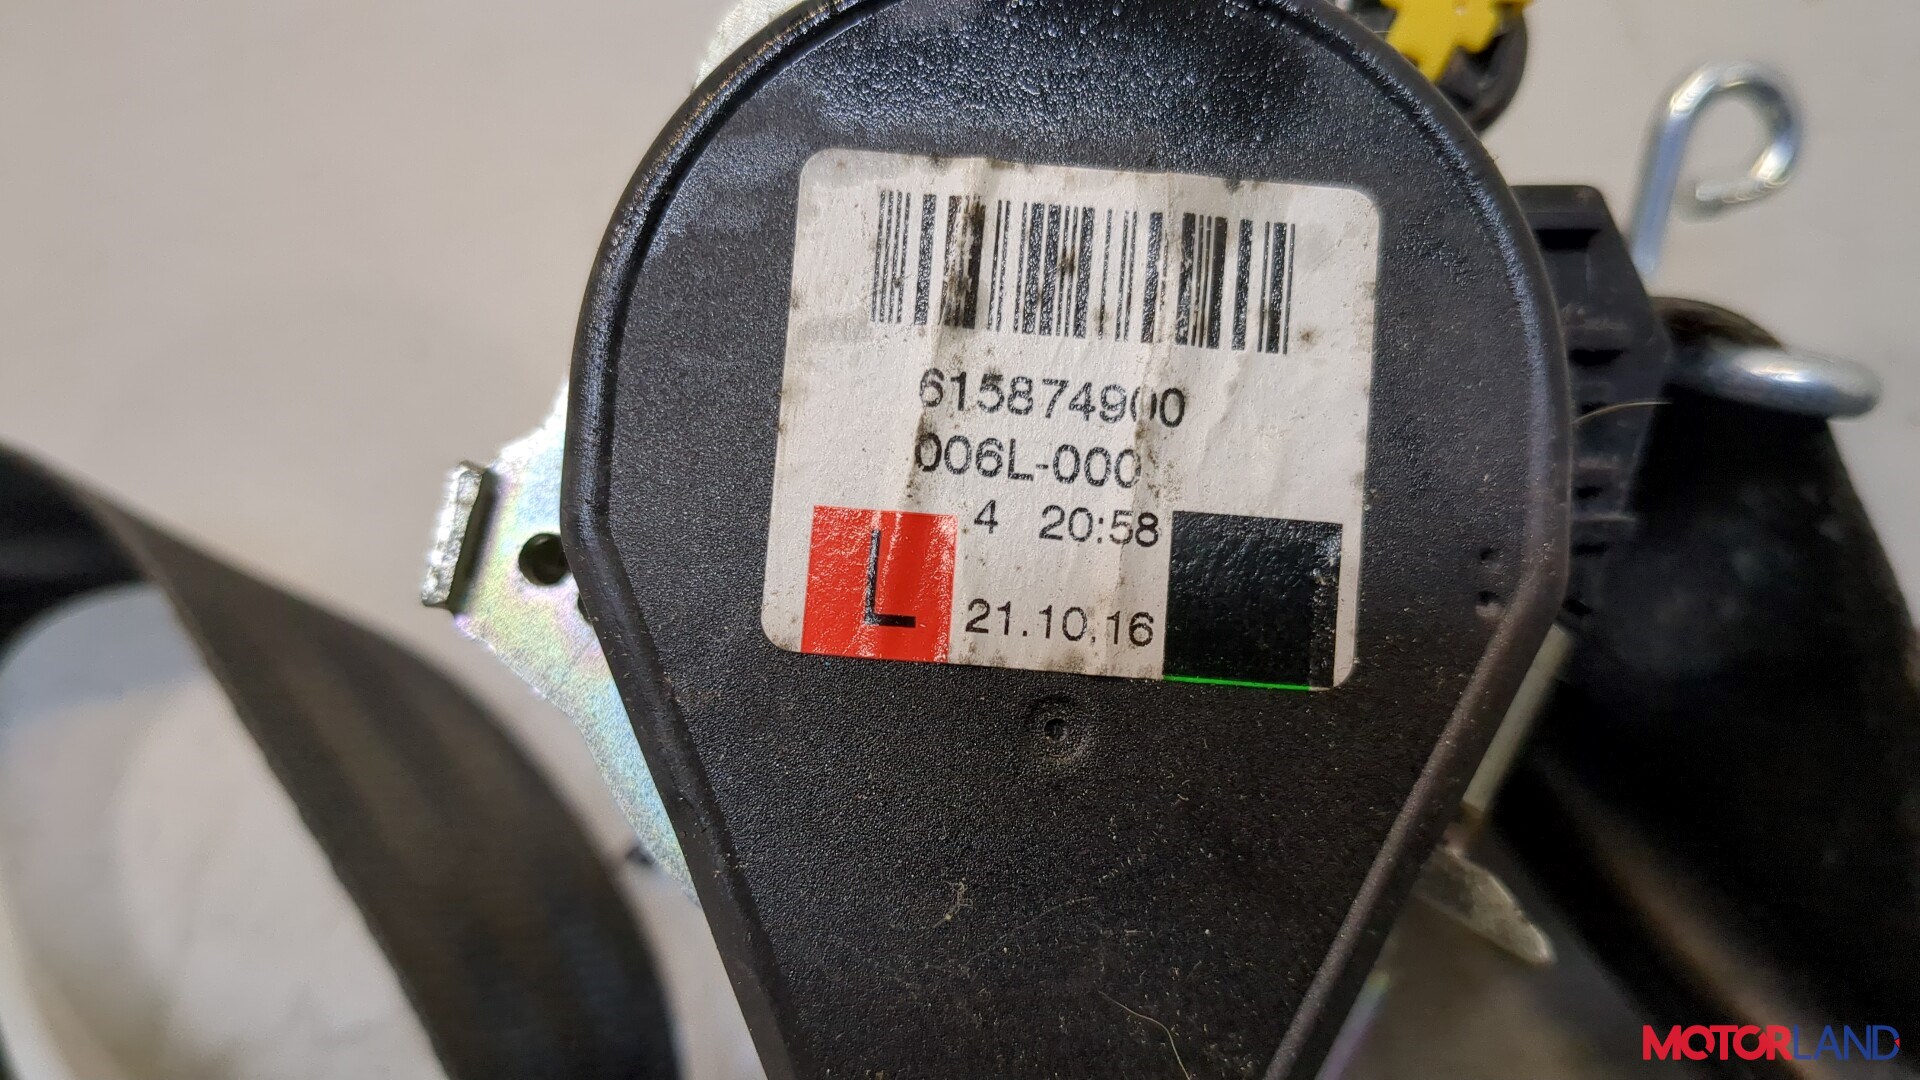 615874900
006L-000
.4 20:58
L
21.10.16
MOTORLAND